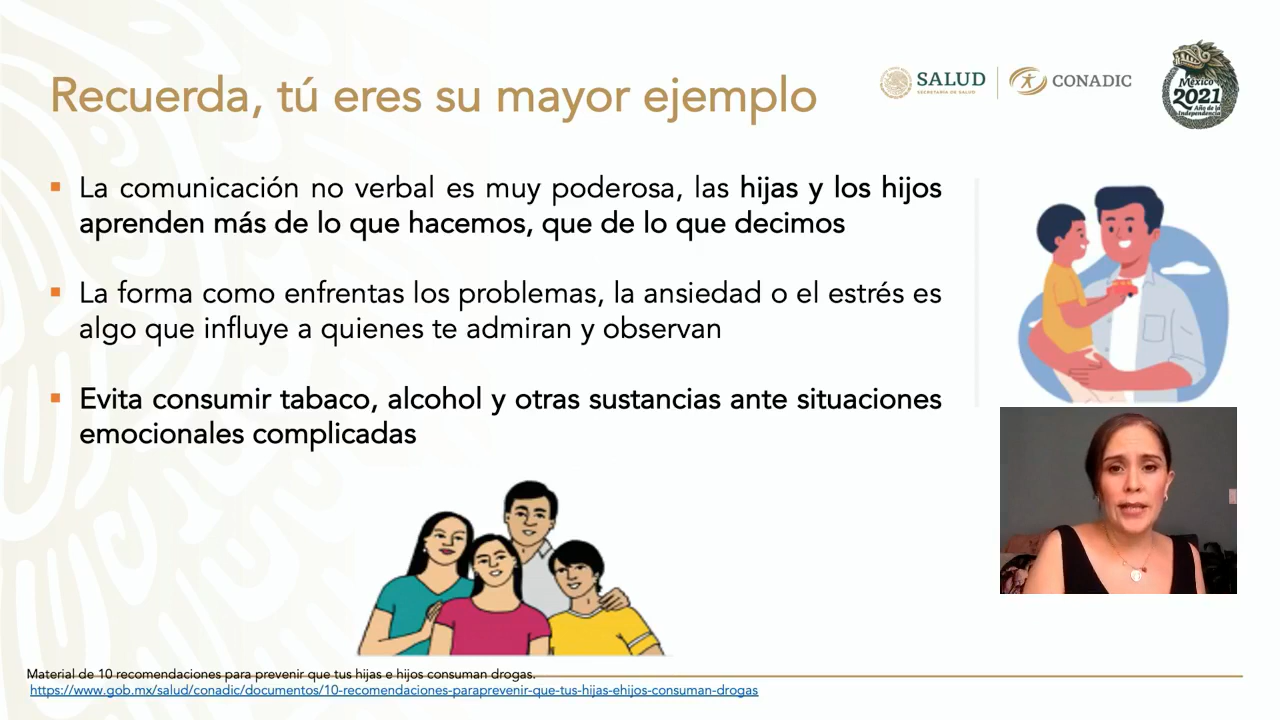 Recuerda, tú eres su mayor ejemplo
SALUD
SECRETARÍA DE SALUD
CONADIC
México
2021
Año de la
Independencia
▪ La comunicación no verbal es muy poderosa, las hijas y los hijos
aprenden más de lo que hacemos, que de lo que decimos
▪ La forma como enfrentas los problemas, la ansiedad o el estrés es
algo que influye a quienes te admiran y observan
▪ Evita consumir tabaco, alcohol y otras sustancias ante situaciones
emocionales complicadas
Material de 10 recomendaciones para prevenir que tus hijas e hijos consuman drogas.
https://www.gob.mx/salud/conadic/documentos/10-recomendaciones-paraprevenir-que-tus-hijas-ehijos-consuman-drogas